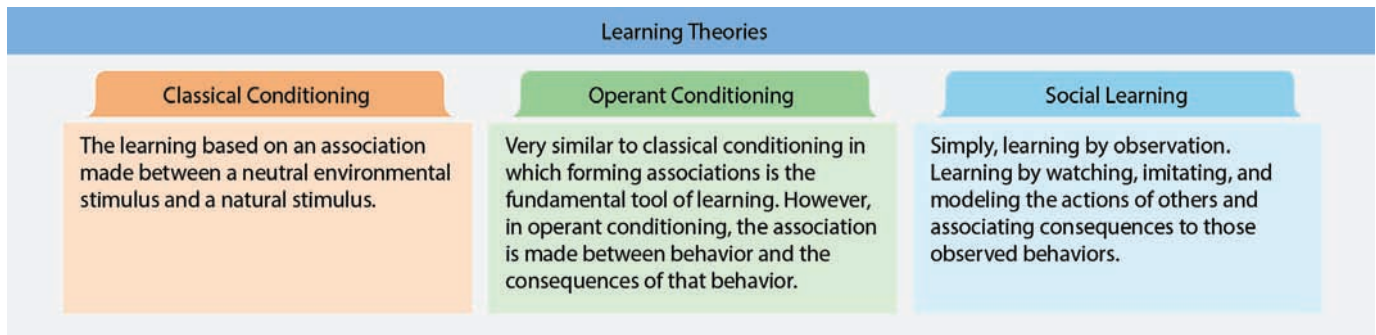 Learning Theories
Classical Conditioning
The learning based on an association
made between a neutral environmental
stimulus and a natural stimulus.
Operant Conditioning
Very similar to classical conditioning in
which forming associations is the
fundamental tool of learning. However,
in operant conditioning, the association
is made between behavior and the
consequences of that behavior.
Social Learning
Simply, learning by observation.
Learning by watching, imitating, and
modeling the actions of others and
associating consequences to those
observed behaviors.